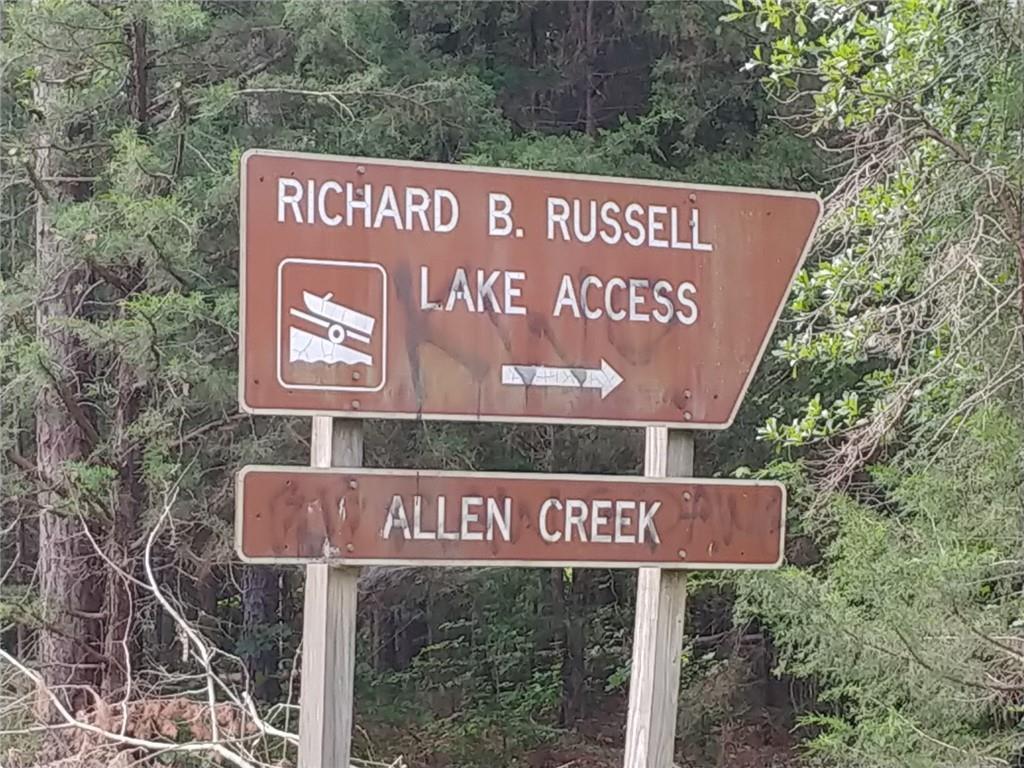 RICHARD B. RUSSELL
LAKE ACCESS
ALLEN CREEK